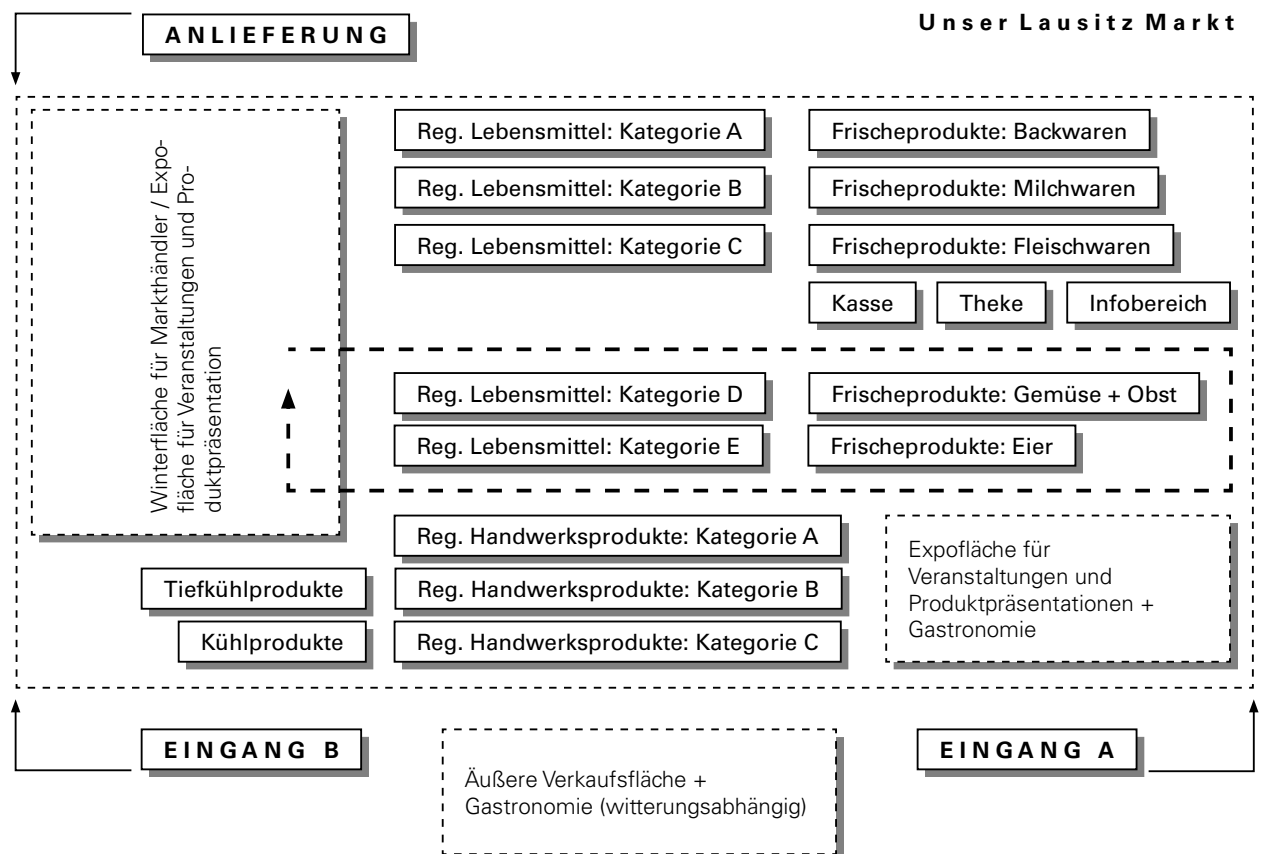 ANLIEFERUNG
Unser Lausitz Markt
Winterfläche für Markthändler / Expo-
fläche für Veranstaltungen und Pro-
duktpräsentation
Reg. Lebensmittel: Kategorie A
Frischeprodukte: Backwaren
Reg. Lebensmittel: Kategorie B
Frischeprodukte: Milchwaren
Reg. Lebensmittel: Kategorie C
Frischeprodukte: Fleischwaren
Kasse
Theke
Infobereich
Reg. Lebensmittel: Kategorie D
Frischeprodukte: Gemüse + Obst
Reg. Lebensmittel: Kategorie E
Frischeprodukte: Eier
Reg. Handwerksprodukte: Kategorie A
Tiefkühlprodukte
Reg. Handwerksprodukte: Kategorie B
Kühlprodukte
Reg. Handwerksprodukte: Kategorie C
Expofläche für
Veranstaltungen und
Produktpräsentationen +
Gastronomie
EINGANG B
Äußere Verkaufsfläche +
Gastronomie (witterungsabhängig)
EINGANG A